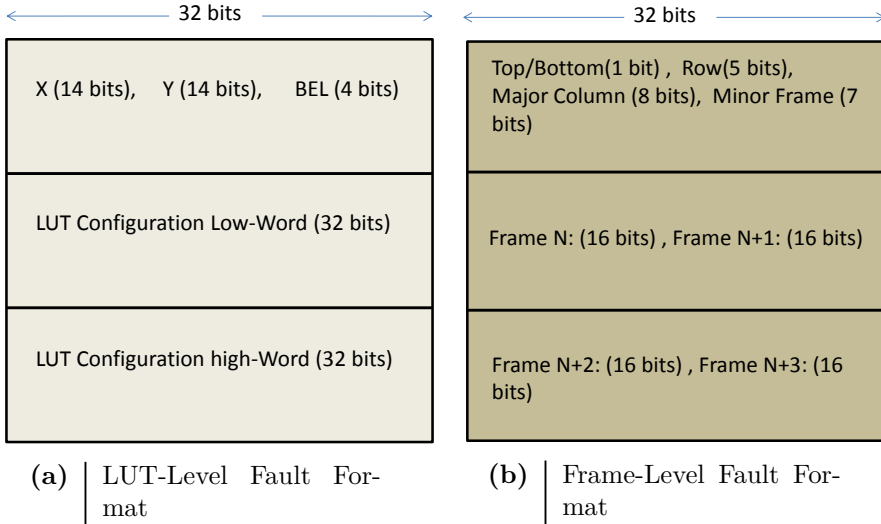 32 bits
X (14 bits), Y (14 bits), BEL (4 bits)
LUT Configuration Low-Word (32 bits)
LUT Configuration high-Word (32 bits)
(a) LUT-Level Fault For-
mat
32 bits
Top/Bottom(1 bit) , Row(5 bits),
Major Column (8 bits), Minor Frame (7
bits)
Frame N: (16 bits) , Frame N+1: (16 bits)
Frame N+2: (16 bits) , Frame N+3: (16
bits)
(b) Frame-Level Fault For-
mat